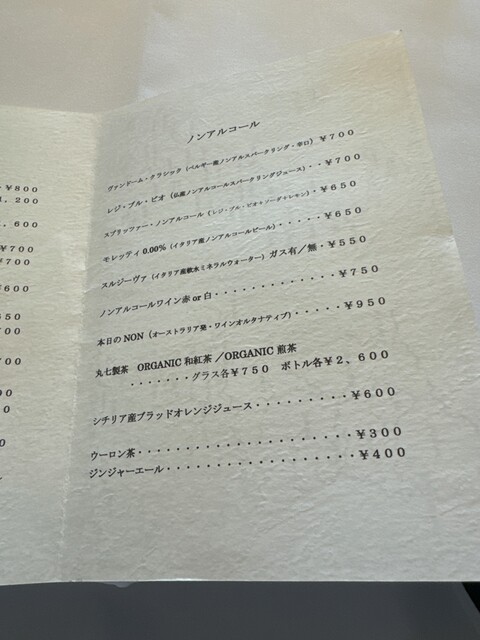 ノンアルコール
ヴァンドーム・クラシック(ベルギー産ノンアルスパークリング・辛口)¥700
レジ・ブル・ビオ(仏産ノンアルコールスパークリングジュース)・・¥700
スプリッツァー・ノンアルコール(レジ・ブル・ビオ+ソーダ+レモン)・¥650
モレッティ 0.00%(イタリア産ノンアルコールビール)・・・・・¥650
スルジーヴァ(イタリア産軟水ミネラルウォーター)ガス有/無・¥550
ノンアルコールワイン赤 or 白・・・・・・・・・・・・¥750
本日の NON(オーストラリア発・ワインオルタナティブ)・・・・・¥950
丸七製茶 ORGANIC 和紅茶 /ORGANIC 煎茶
・・・・・・・グラス各¥750 ボトル各¥2、600
シチリア産ブラッドオレンジジュース・・・・・・・・・¥600
ウーロン茶・・・・・・・・・・・・・・・・・・・・・¥300
ジンジャーエール・・・・・・・・・・・・・・・・・・¥400
¥800
¥700
¥700
¥600